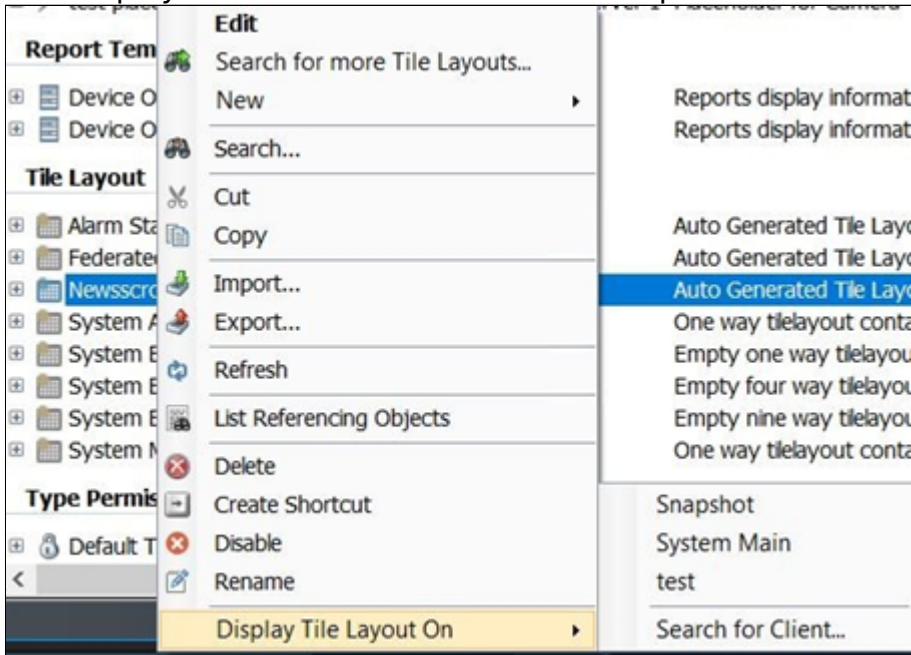 Edit
Report Tem
Search for more Tile Layouts...
Device O
New
Reports display informat
Device O
Reports display informat
Search...
Tile Layout
Cut
Alarm Sta
Copy
Auto Generated Tile Layo
Federated
Auto Generated Tile Layo
Newsscro
Import...
Auto Generated Tile Layo
System A
Export...
One way tilelayout conta
System E
Empty one way tilelayou
System E
Refresh
Empty four way tilelayou
System E
List Referencing Objects
Empty nine way tilelayou
System M
One way tilelayout conta
Delete
Type Permis
Create Shortcut
Snapshot
Default T
Disable
System Main
Rename
test
Display Tile Layout On
Search for Client...